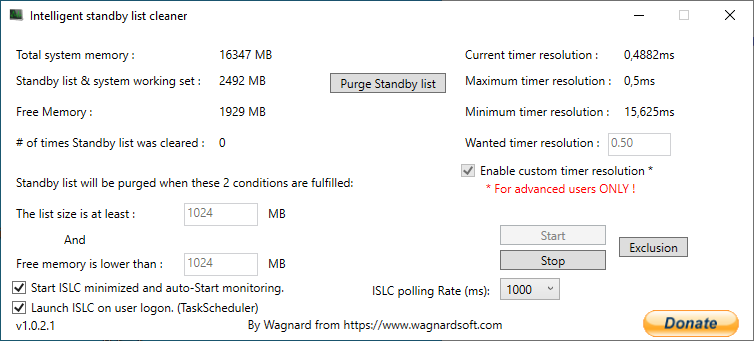 Intelligent standby list cleaner
Total system memory : 16347 MB
Current timer resolution : 0,4882ms
Standby list & system working set : 2492 MB
Purge Standby list
Maximum timer resolution : 0,5ms
Free Memory : 1929 MB
Minimum timer resolution : 15,625ms
# of times Standby list was cleared : 0
Wanted timer resolution : 0.50
Enable custom timer resolution *
Standby list will be purged when these 2 conditions are fulfilled:
* For advanced users ONLY !
The list size is at least : 1024 MB
Start
And
Exclusion
Stop
Free memory is lower than : 1024 MB
Start ISLC minimized and auto-Start monitoring.
ISLC polling Rate (ms): 1000
Launch ISLC on user logon. (TaskScheduler)
v1.0.2.1
By Wagnard from https://www.wagnardsoft.com
Donate